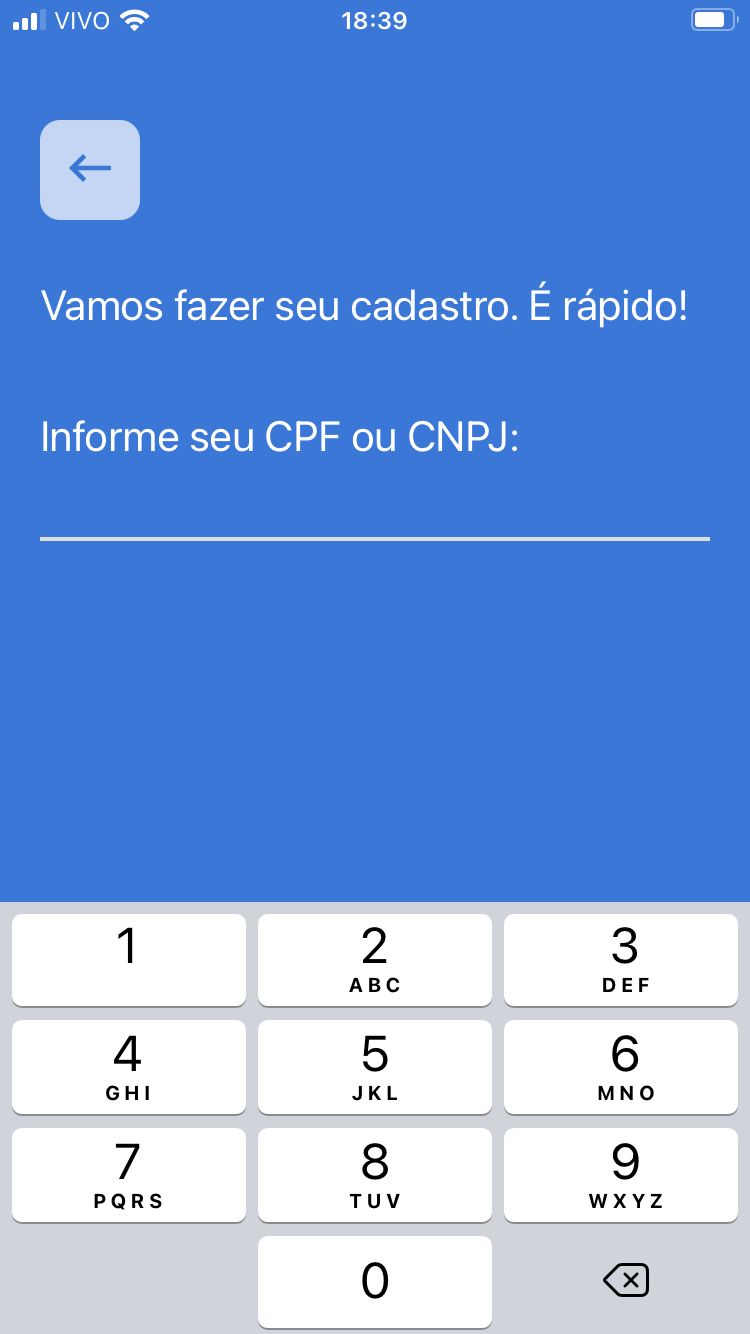 VIVO 18:39
Vamos fazer seu cadastro. É rápido!
Informe seu CPF ou CNPJ:
1 2 3
ABC DEF
4 5 6
GHI JKL MNO
7 8 9
PQRS TUV WXYZ
0